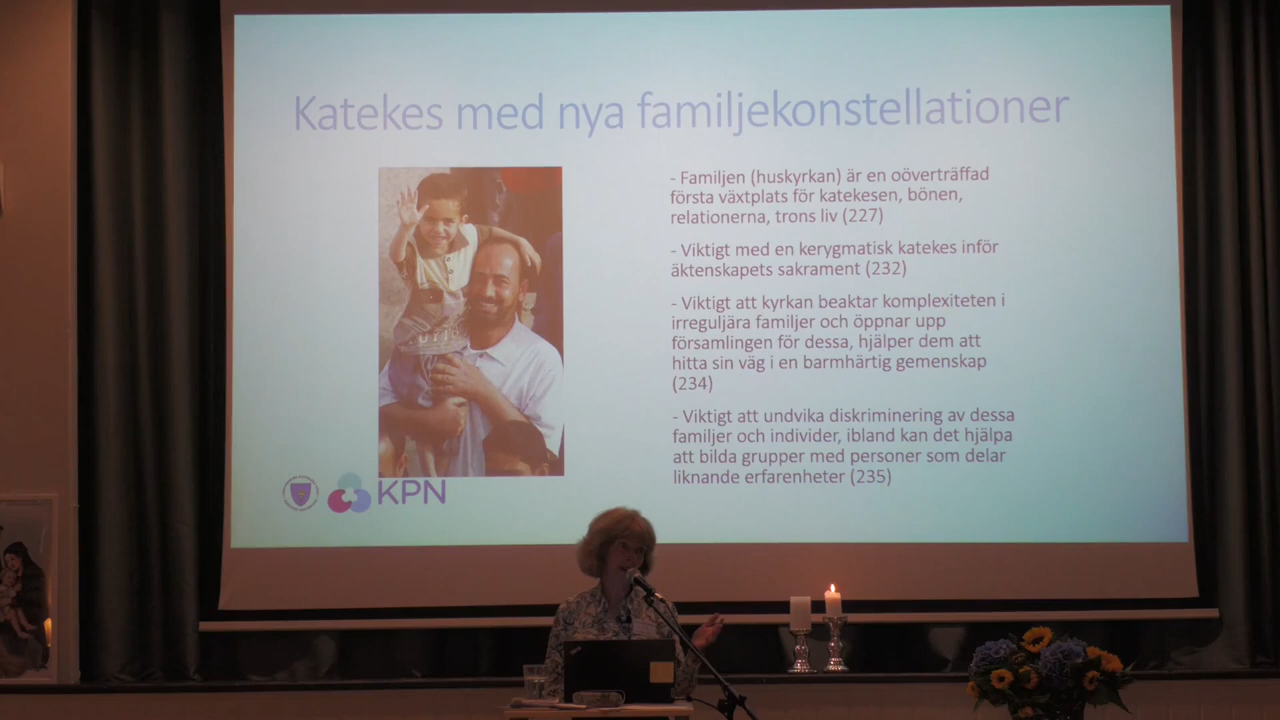 Katekes med nya familjekonstellationer
- Familjen (huskyrkan) är en oöverträffad
första växtplats för katekesen, bönen,
relationerna, trons liv (227)
- Viktigt med en kerygmatisk katekes inför
äktenskapets sakrament (232)
- Viktigt att kyrkan beaktar komplexiteten i
irreguljära familjer och öppnar upp
församlingen för dessa, hjälper dem att
hitta sin väg i en barmhärtig gemenskap
(234)
- Viktigt att undvika diskriminering av dessa
familjer och individer, ibland kan det hjälpa
att bilda grupper med personer som delar
liknande erfarenheter (235)
KPN